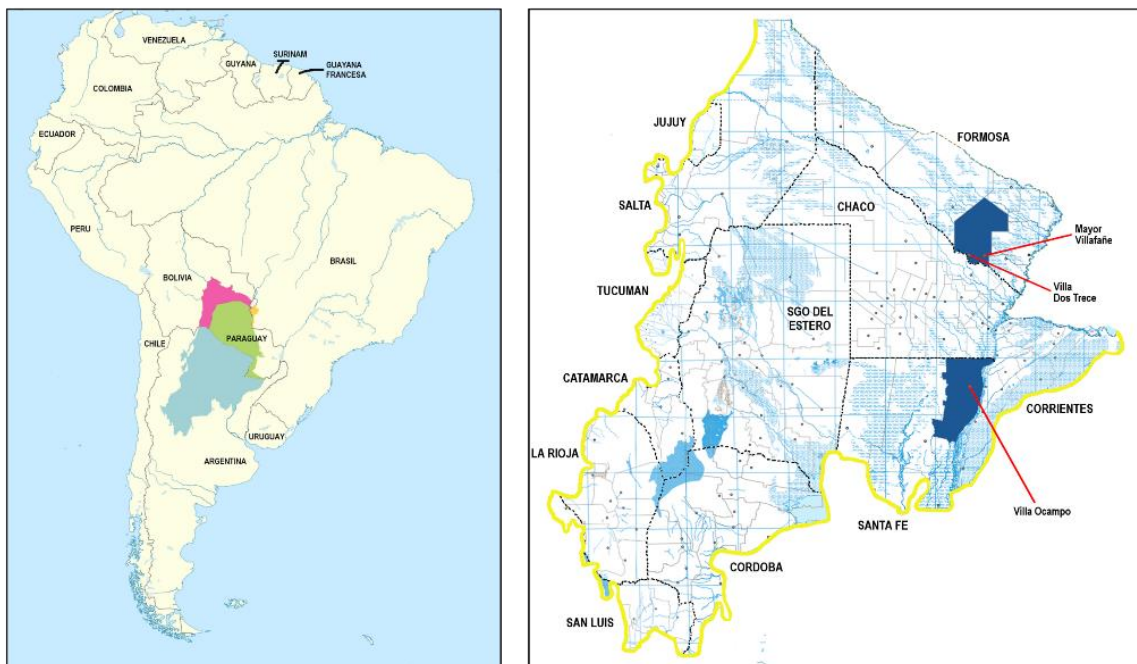 VENEZUELA
SURINAM
GUYANA
GUAYANA
FRANCESA
COLOMBIA
ECUADOR
PERU
BRASIL
BOLIVIA
PARAGUAY
CHILE
URUGUAY
ARGENTINA
JUJUY
FORMOSA
SALTA
CHACO
Mayor
Villafañe
Villa
Dos Trece
TUCUMAN
SGO DEL
ESTERO
CATAMARCA
CORRIENTES
LA RIOJA
Villa Ocampo
SANTA FE
CORDOBA
SAN LUIS